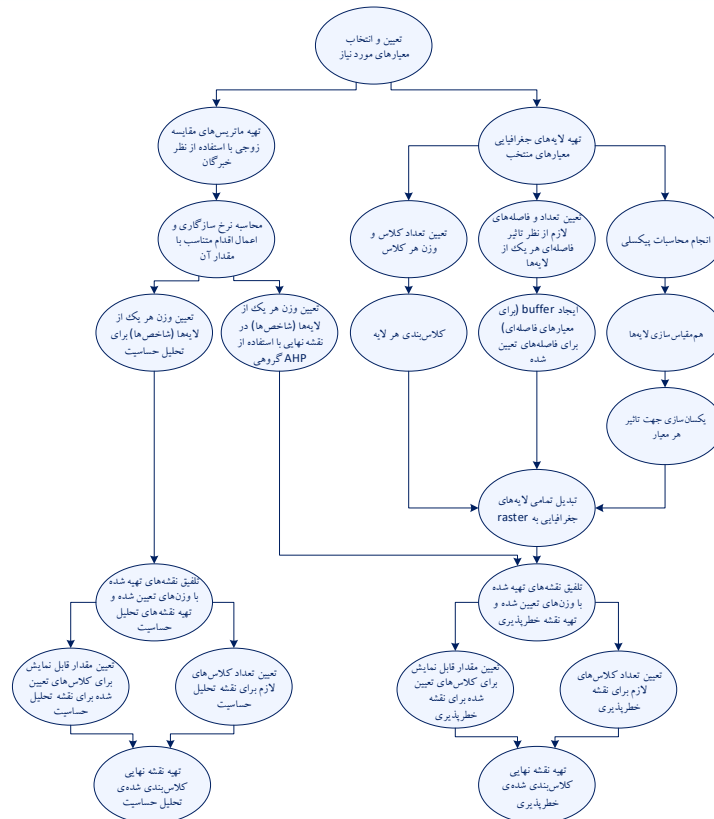 تعیین و انتخاب
معیارهای مورد نیاز
تهیه ماتریس‌های مقایسه
زوجی با استفاده از نظر
خبرگان
تهیه لایه‌های جغرافیایی
معیارهای منتخب
محاسبه نرخ سازگاری و
اعمال اقدام متناسب با
مقدار آن
تعیین تعداد کلاس و
وزن هر کلاس
تعیین تعداد و فاصله‌های
لازم از نظر تاثیر
فاصله‌ای هر یک از
لایه‌ها
انجام محاسبات پیکسلی
تعیین وزن هر یک از
لایه‌ها (شاخص‌ها) برای
تحلیل حساسیت
تعیین وزن هر یک از
لایه‌ها (شاخص‌ها) در
نقشه نهایی با استفاده از
AHP گروهی
کلاس‌بندی هر لایه
ایجاد buffer (برای
معیارهای فاصله‌ای)
برای فاصله‌های تعیین
شده
هم‌مقیاس‌سازی لایه‌ها
یکسان‌سازی جهت تاثیر
هر معیار
تبدیل تمامی لایه‌های
جغرافیایی به raster
تلفیق نقشه‌های تهیه شده
با وزن‌های تعیین شده و
تهیه نقشه‌های تحلیل
حساسیت
تلفیق نقشه‌های تهیه شده
با وزن‌های تعیین شده و
تهیه نقشه خطرپذیری
تعیین مقدار قابل نمایش
برای کلاس‌های تعیین
شده برای نقشه تحلیل
حساسیت
تعیین تعداد کلاس‌های
لازم برای نقشه تحلیل
حساسیت
تعیین مقدار قابل نمایش
برای کلاس‌های تعیین
شده برای نقشه
خطرپذیری
تعیین تعداد کلاس‌های
لازم برای نقشه
خطرپذیری
تهیه نقشه نهایی
کلاس‌بندی شده‌ی
تحلیل حساسیت
تهیه نقشه نهایی
کلاس‌بندی شده‌ی
خطرپذیری